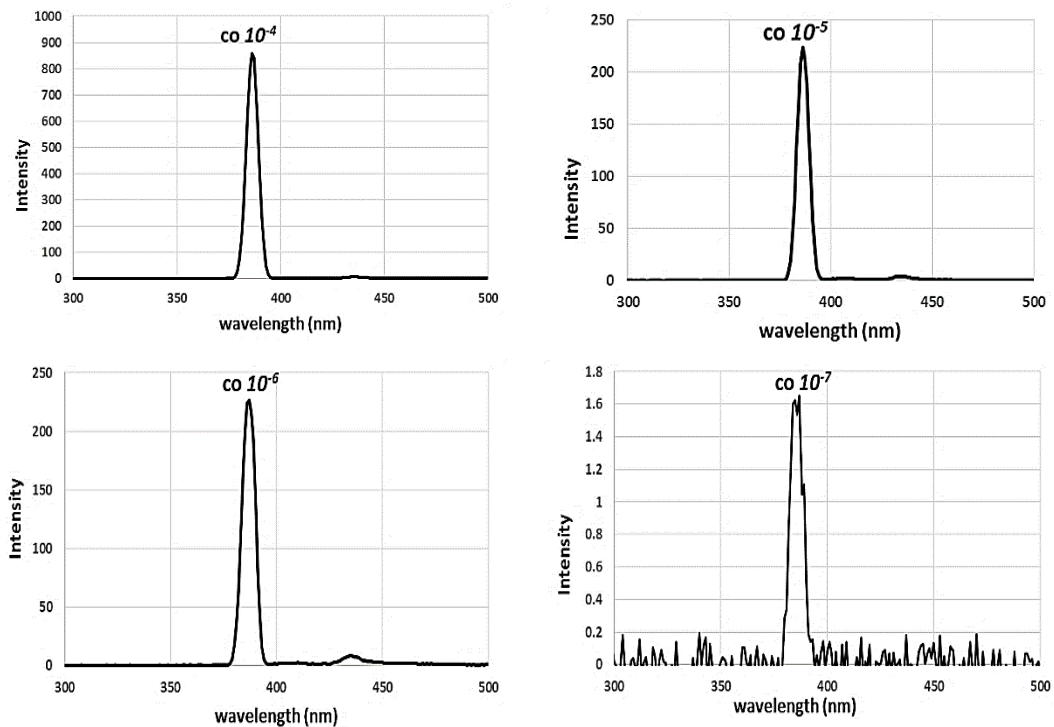 co 10-4
1000
900
800
700
600
500
400
300
200
100
0
Intensity
300 350 400 450 500
wavelength (nm)
co 10-5
250
200
150
100
50
0
Intensity
300 350 400 450 500
wavelength (nm)
co 10-6
250
200
150
100
50
0
Intensity
300 350 400 450 500
wavelength (nm)
co 10-7
1.8
1.6
1.4
1.2
1
0.8
0.6
0.4
0.2
0
Intensity
300 350 400 450 500
wavelength (nm)